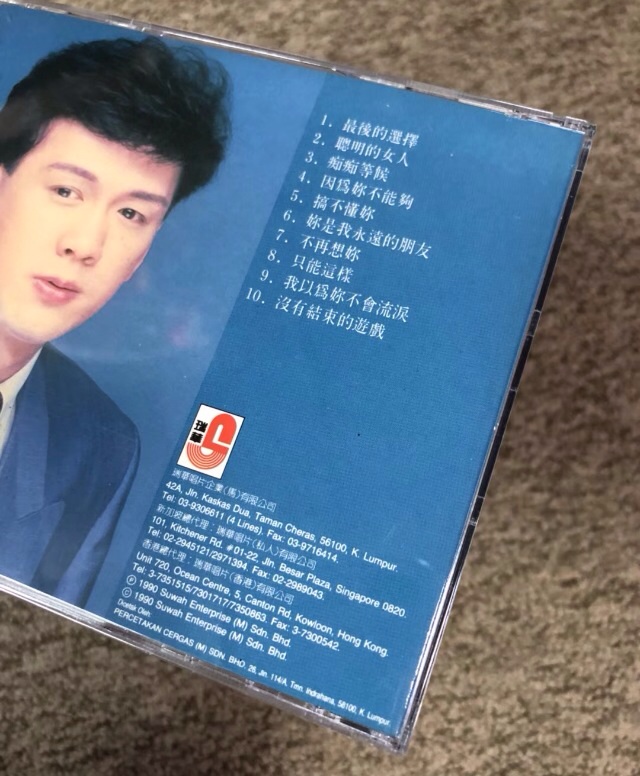 1. 最後的選擇
2. 聰明的女人
3. 痴痴等候
4. 因為妳不能夠
5. 搞不懂妳
6. 妳是我永遠的朋友
7. 不再想妳
8. 只能這樣
9. 我以為妳不會流淚
10. 沒有結束的遊戲
瑞華
瑞華唱片企業(馬)有限公司
42A, Jln. Kaskas Dua, Taman Cheras, 56100, K. Lumpur.
Tel: 03-9306611 (4 Lines). Fax: 03-9716414.
新加坡總代理:瑞華唱片(私人)有限公司
101, Kitchener Rd, #01-22, Jln. Besar Plaza, Singapore 0820.
Tel: 02-2945121/2971394. Fax: 02-2989043.
香港總代理:瑞華唱片(香港)有限公司
Unit 720, Ocean Centre, 5, Canton Rd, Kowloon, Hong Kong.
Tel: 3-7351515/7301717/7350863. Fax: 3-7300542.
Ⓟ 1990 Suwah Enterprise (M) Sdn. Bhd.
© 1990 Suwah Enterprise (M) Sdn. Bhd.
Dicetak Oleh:
PERCETAKAN CERGAS (M) SDN. BHD. 26, Jln. 114/A, Tmn. Indrahana, 58100, K. Lumpur.